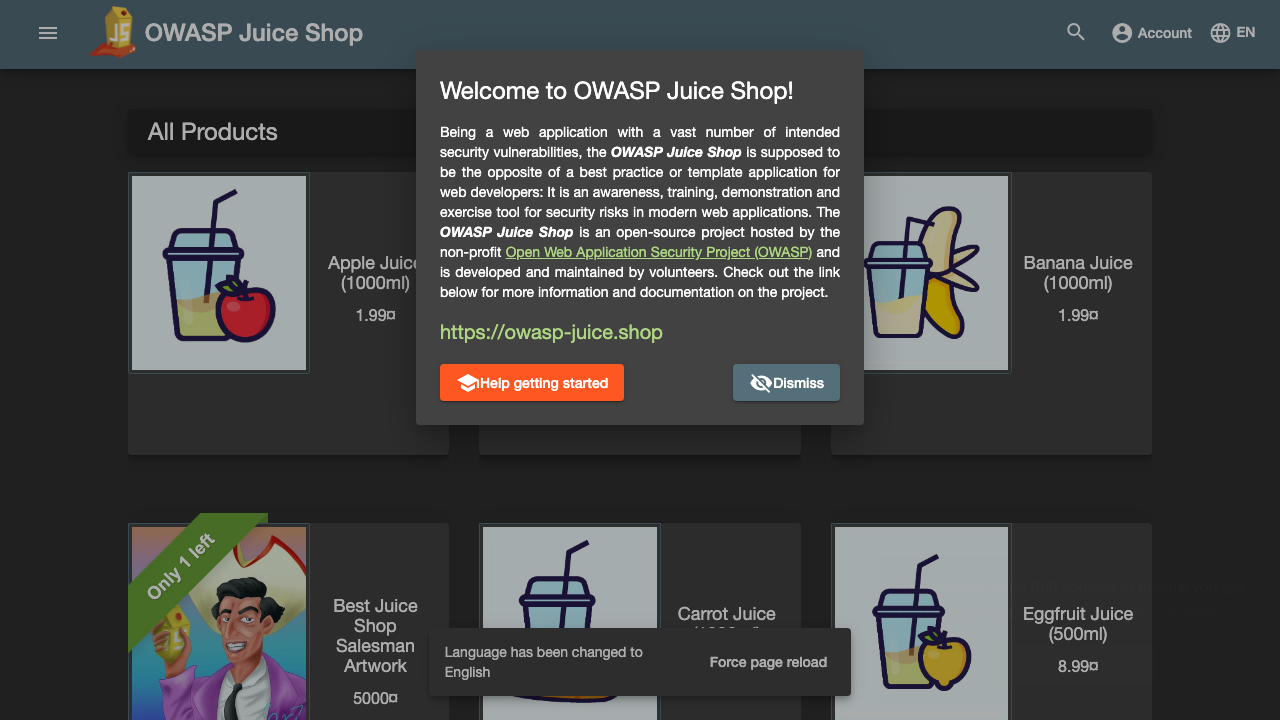 OWASP Juice Shop
Account
EN
All Products
Welcome to OWASP Juice Shop!
Being a web application with a vast number of intended
security vulnerabilities, the OWASP Juice Shop is supposed to
be the opposite of a best practice or template application for
web developers: It is an awareness, training, demonstration and
exercise tool for security risks in modern web applications. The
OWASP Juice Shop is an open-source project hosted by the
non-profit Open Web Application Security Project (OWASP) and
is developed and maintained by volunteers. Check out the link
below for more information and documentation on the project.
https://owasp-juice.shop
Help getting started
Dismiss
Apple Juice
(1000ml)
1.99¤
Banana Juice
(1000ml)
1.99¤
Only 1 left
Best Juice
Shop
Salesman
Artwork
5000¤
Carrot Juice
Eggfruit Juice
(500ml)
8.99¤
Language has been changed to
English
Force page reload